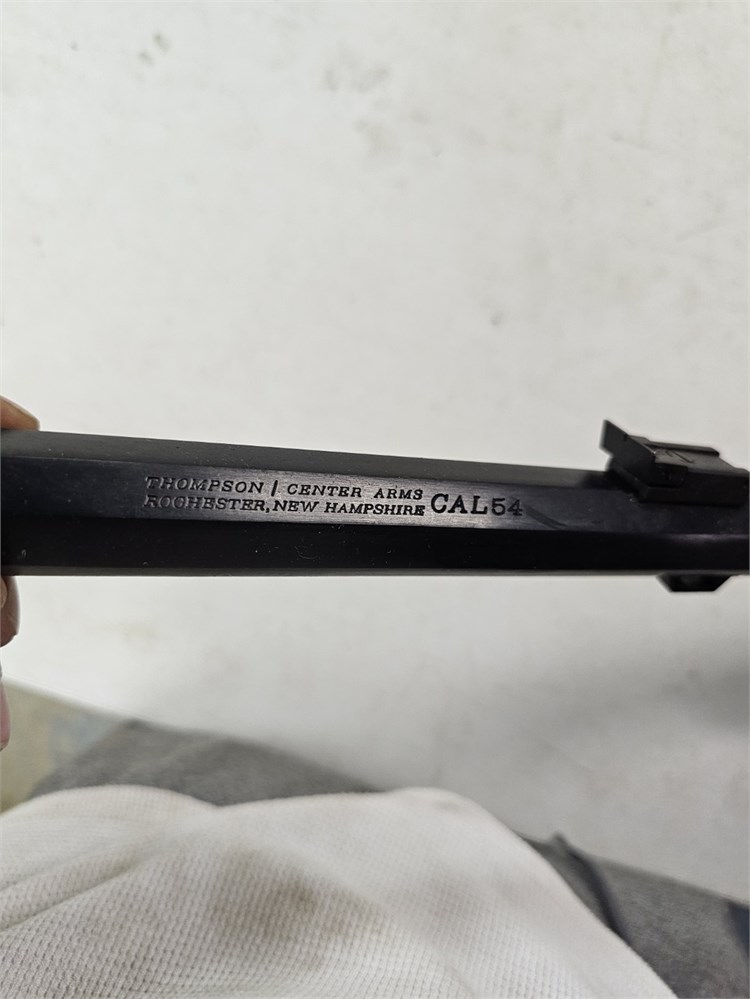 THOMPSON / CENTER ARMS
ROCHESTER, NEW HAMPSHIRE CAL54